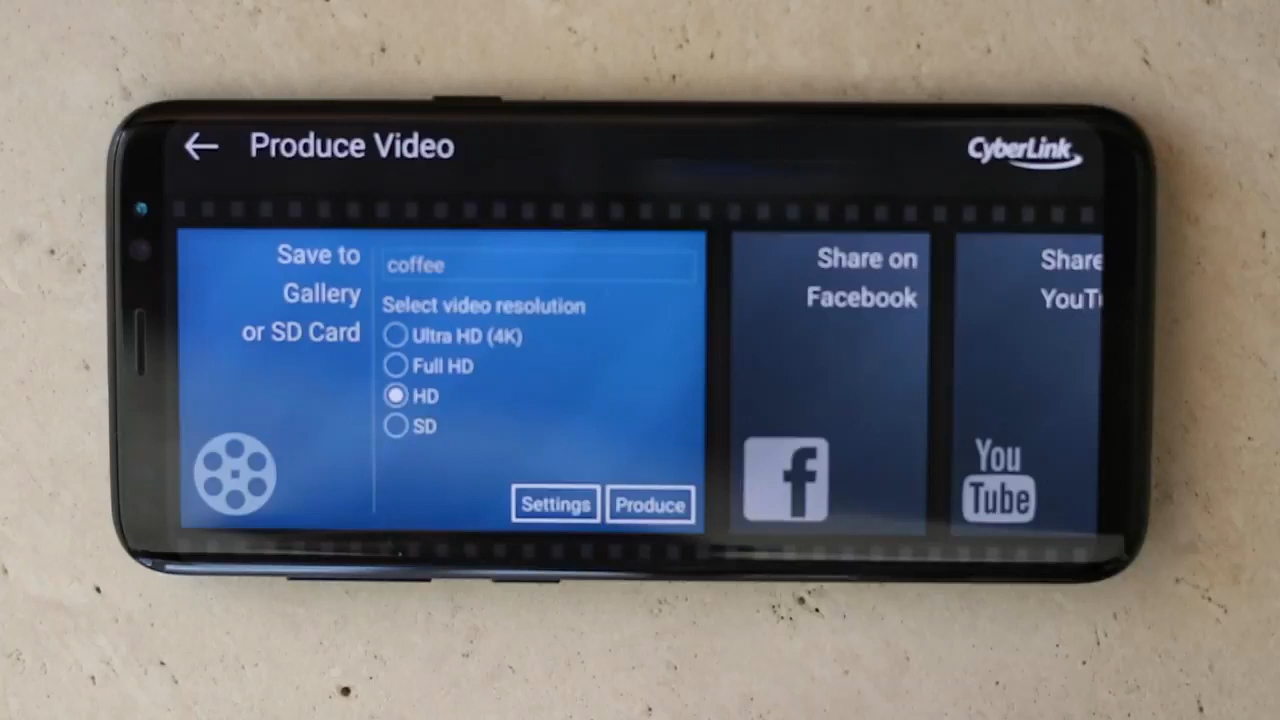 Produce Video
CyberLink
Save to
Gallery
or SD Card
coffee
Select video resolution
Ultra HD (4K)
Full HD
HD
SD
Settings
Produce
Share on
Facebook
f
Share
YouT
You
Tube